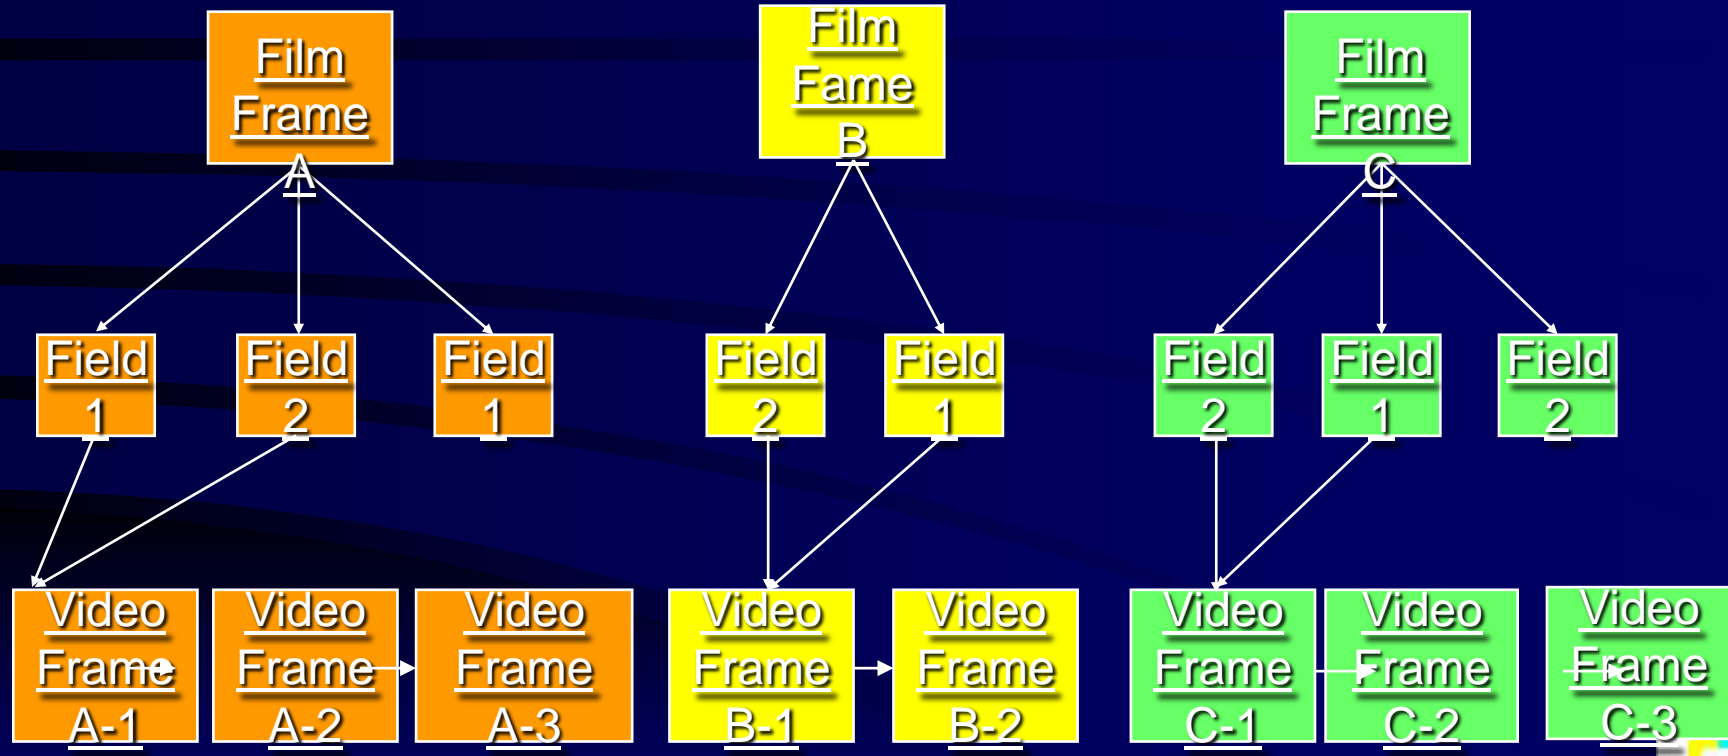 Film
Frame
A
Film
Fame
B
Film
Frame
C
Field
1
Field
2
Field
1
Field
2
Field
1
Field
2
Field
1
Field
2
Video
Frame
A-1
Video
Frame
A-2
Video
Frame
A-3
Video
Frame
B-1
Video
Frame
B-2
Video
Frame
C-1
Video
Frame
C-2
Video
Frame
C-3